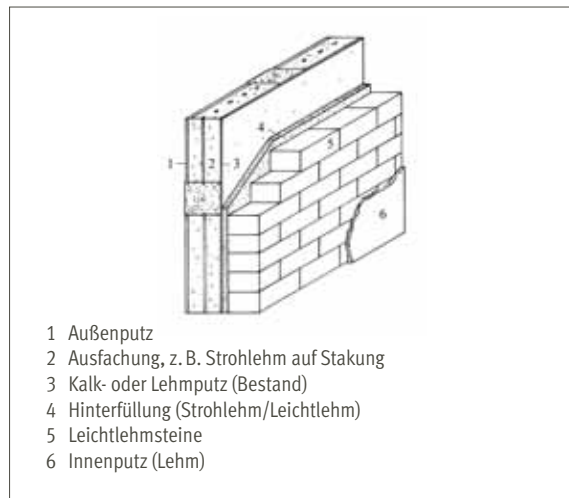 1
2
3
4
5
6
1 Außenputz
2 Ausfachung, z. B. Strohlehm auf Stakung
3 Kalk- oder Lehmputz (Bestand)
4 Hinterfüllung (Strohlehm/Leichtlehm)
5 Leichtlehmsteine
6 Innenputz (Lehm)